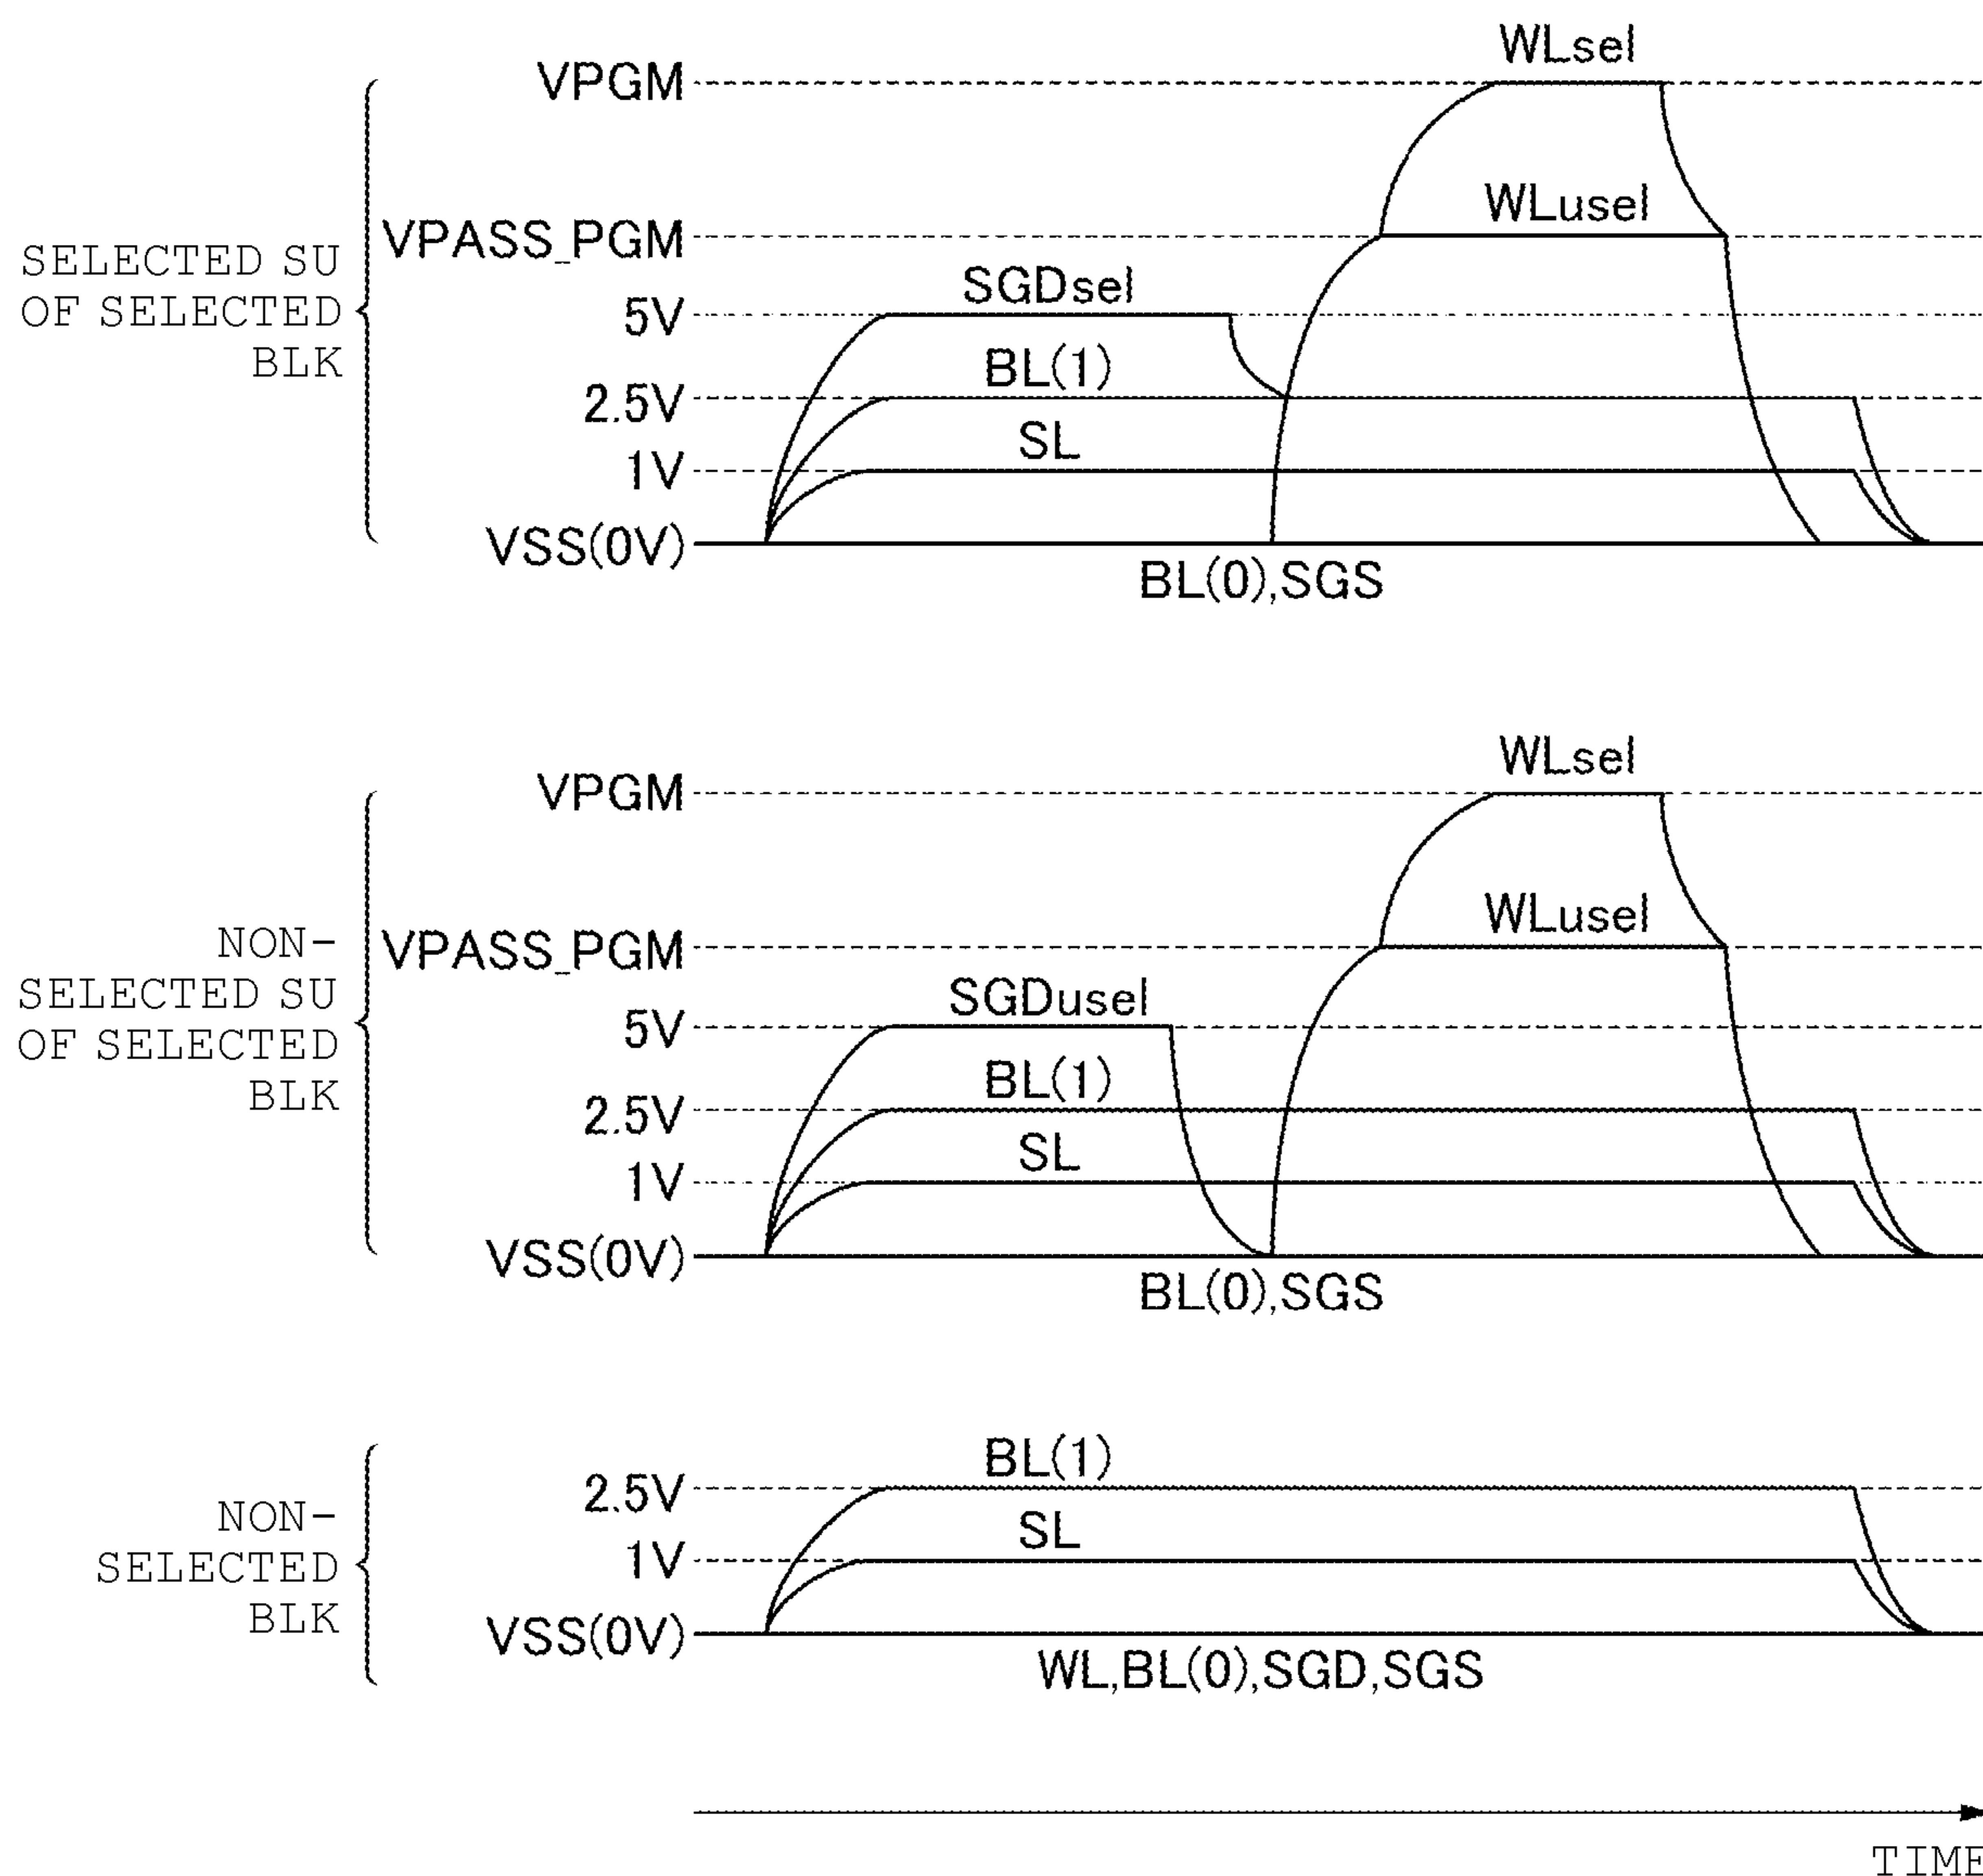 SELECTED SU
OF SELECTED
BLK
VPGM
WLsel
VPASS_PGM
WLusel
5V
SGDsel
2.5V
BL(1)
1V
SL
VSS(0V)
BL(0),SGS
NON-
SELECTED SU
OF SELECTED
BLK
VPGM
WLsel
VPASS_PGM
WLusel
5V
SGDusel
2.5V
BL(1)
1V
SL
VSS(0V)
BL(0),SGS
NON-
SELECTED
BLK
2.5V
BL(1)
1V
SL
VSS(0V)
WL,BL(0),SGD,SGS
TIME